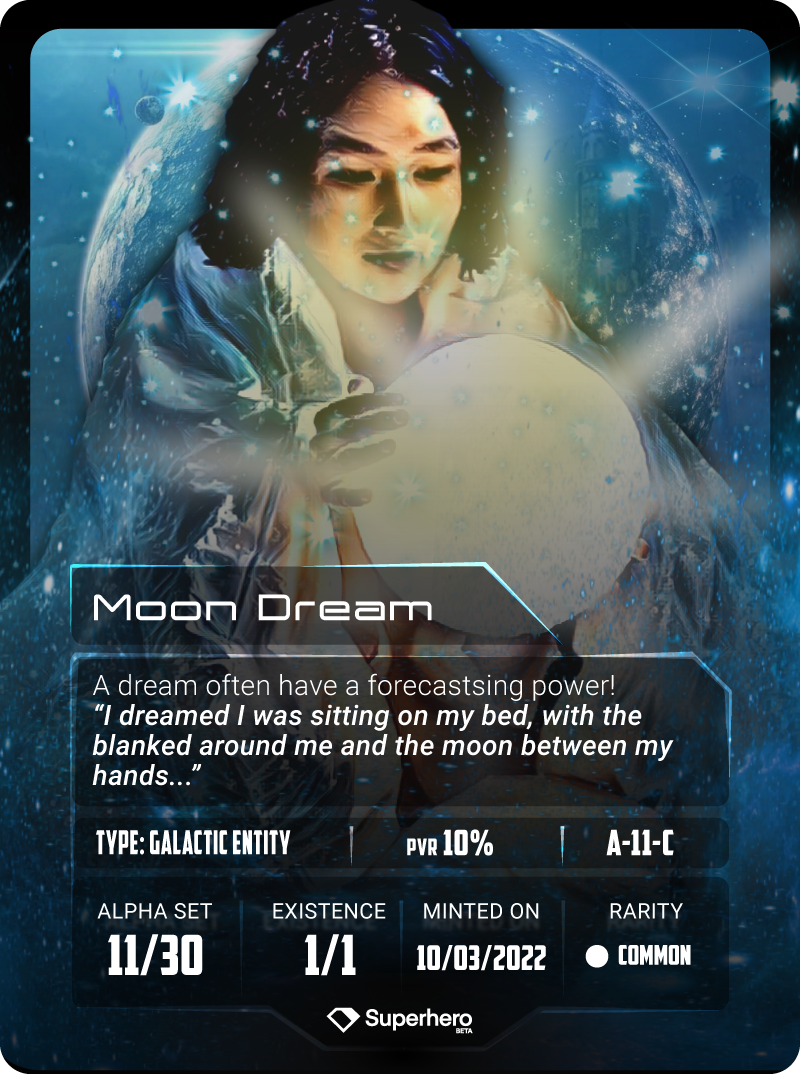 Moon Dream
A dream often have a forecastsing power!
“I dreamed I was sitting on my bed, with the
blanked around me and the moon between my
hands...”
TYPE: GALACTIC ENTITY PVR 10% A-11-C
ALPHA SET EXISTENCE MINTED ON RARITY
11/30 1/1 10/03/2022 COMMON
Superhero
BETA